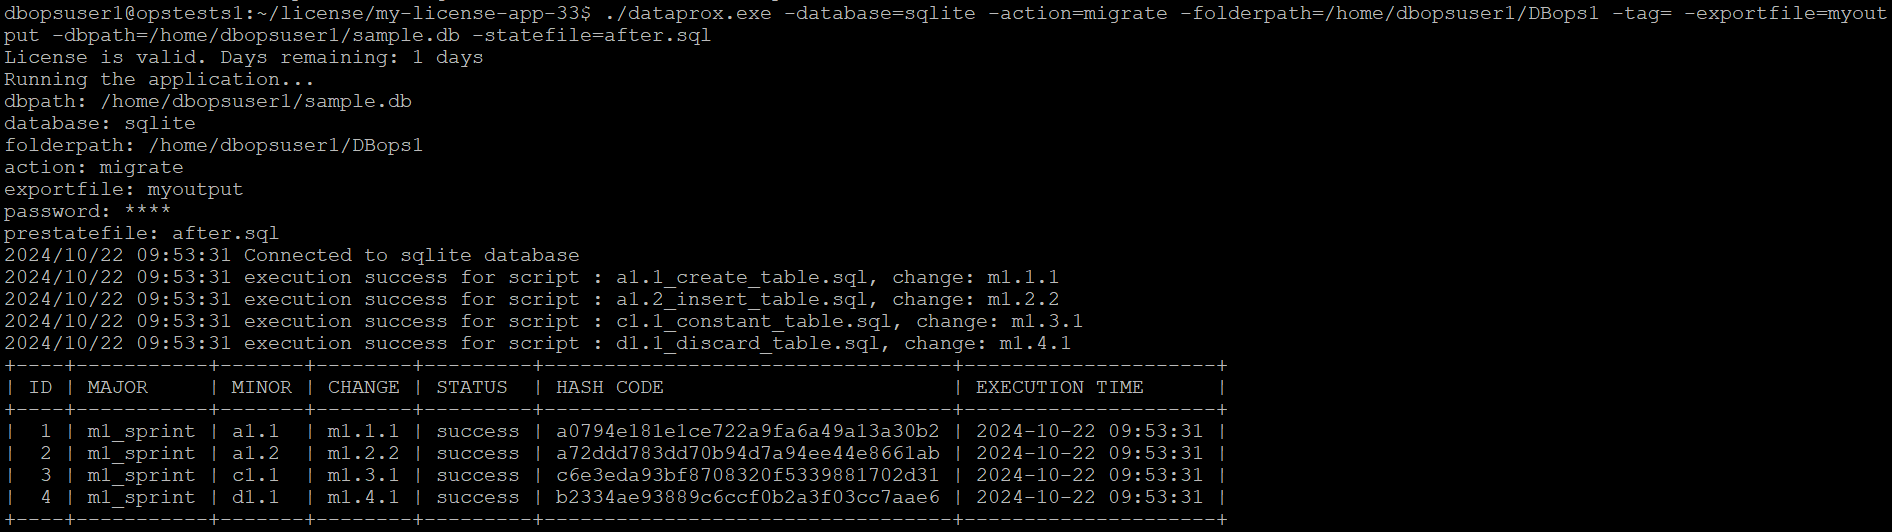 dbopsuser1@opstests1:~/license/my-license-app-33$ ./dataprox.exe -database=sqlite -action=migrate -folderpath=/home/dbopsuser1/DBops1 -tag= -exportfile=myout
put -dbpath=/home/dbopsuser1/sample.db -statefile=after.sql
License is valid. Days remaining: 1 days
Running the application...
dbpath: /home/dbopsuser1/sample.db
database: sqlite
folderpath: /home/dbopsuser1/DBops1
action: migrate
exportfile: myoutput
password: ****
prestatefile: after.sql
2024/10/22 09:53:31 Connected to sqlite database
2024/10/22 09:53:31 execution success for script : a1.1_create_table.sql, change: m1.1.1
2024/10/22 09:53:31 execution success for script : a1.2_insert_table.sql, change: m1.2.2
2024/10/22 09:53:31 execution success for script : c1.1_constant_table.sql, change: m1.3.1
2024/10/22 09:53:31 execution success for script : d1.1_discard_table.sql, change: m1.4.1
+----+-----------+-------+--------+---------+----------------------------------+---------------------+
| ID | MAJOR     | MINOR | CHANGE | STATUS  | HASH CODE                        | EXECUTION TIME      |
+----+-----------+-------+--------+---------+----------------------------------+---------------------+
|  1 | m1_sprint | a1.1  | m1.1.1 | success | a0794e181e1ce722a9fa6a49a13a30b2 | 2024-10-22 09:53:31 |
|  2 | m1_sprint | a1.2  | m1.2.2 | success | a72ddd783dd70b94d7a94ee44e8661ab | 2024-10-22 09:53:31 |
|  3 | m1_sprint | c1.1  | m1.3.1 | success | c6e3eda93bf8708320f5339881702d31 | 2024-10-22 09:53:31 |
|  4 | m1_sprint | d1.1  | m1.4.1 | success | b2334ae93889c6ccf0b2a3f03cc7aae6 | 2024-10-22 09:53:31 |
+----+-----------+-------+--------+---------+----------------------------------+---------------------+